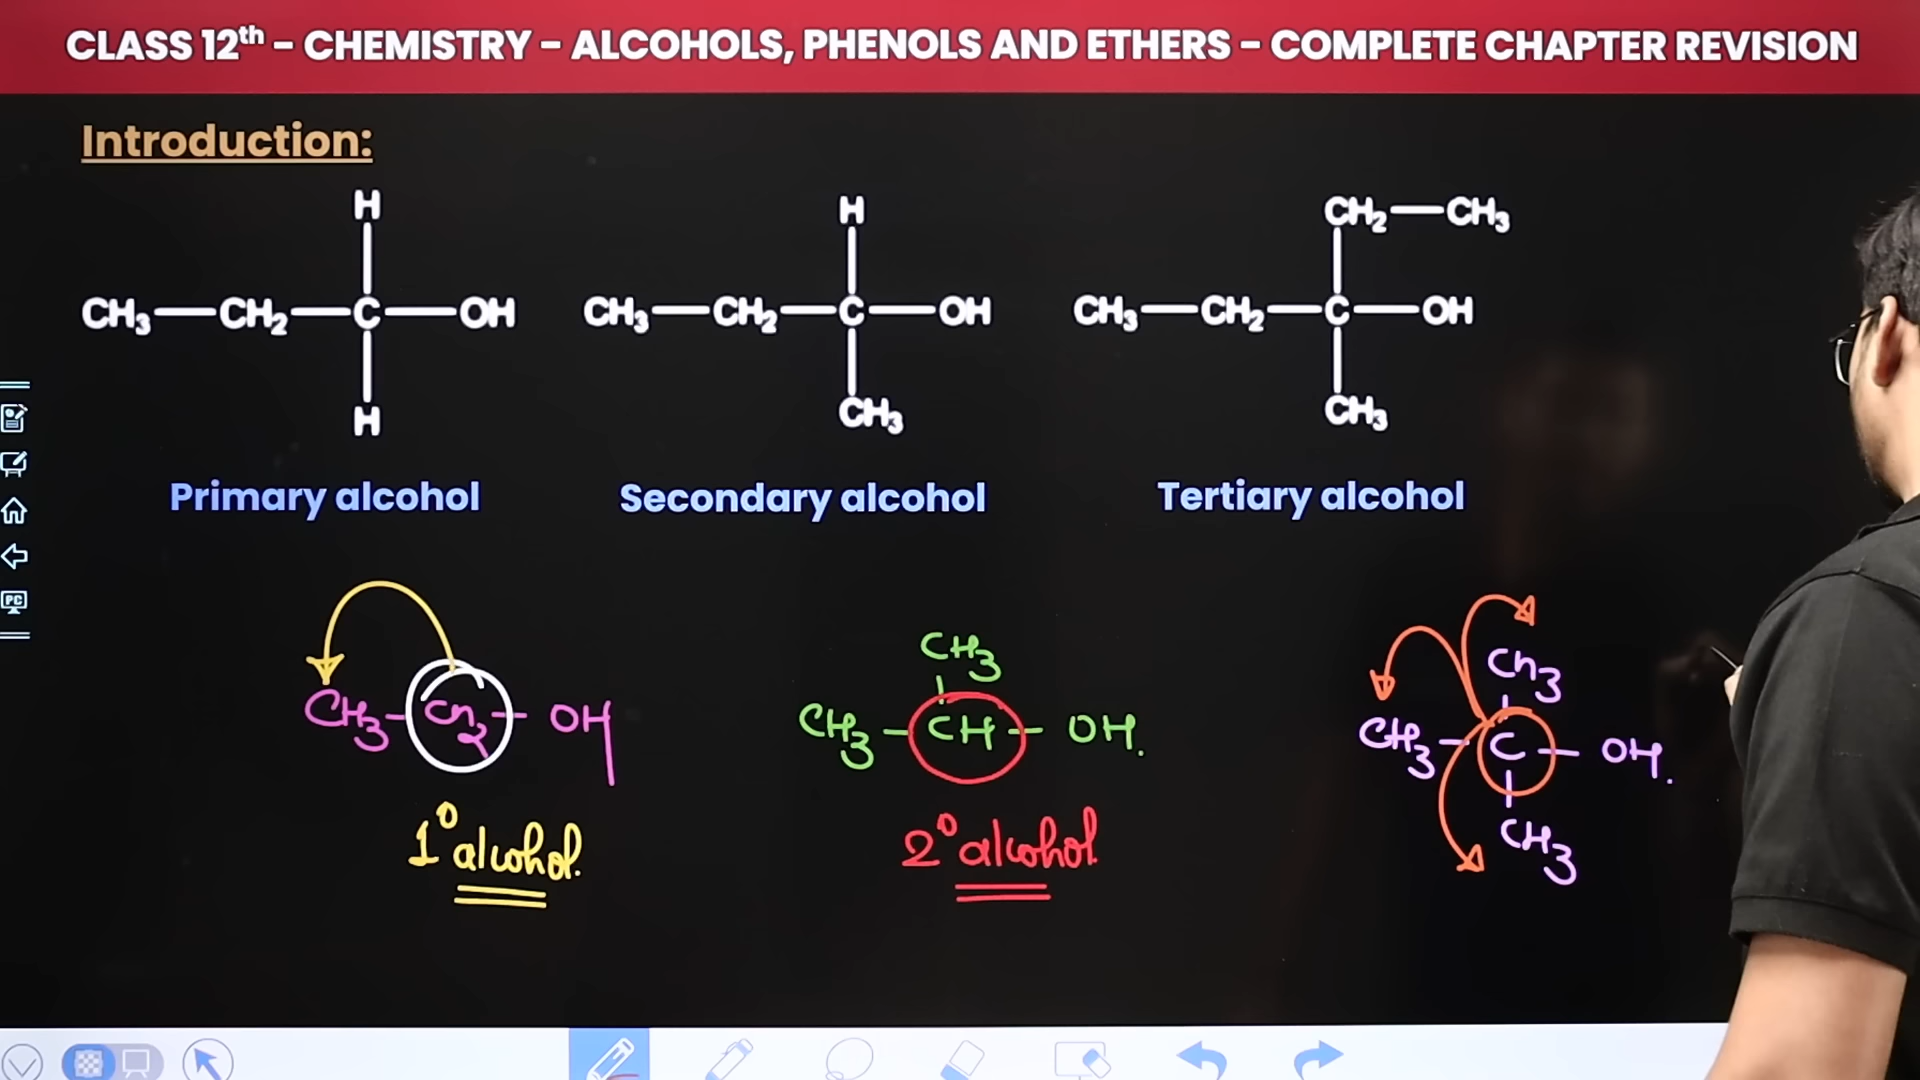 CLASS 12th - CHEMISTRY - ALCOHOLS, PHENOLS AND ETHERS - COMPLETE CHAPTER REVISION
Introduction:
H
CH3—CH2—C—OH
H
Primary alcohol
H
CH3—CH2—C—OH
CH3
Secondary alcohol
CH2—CH3
CH3—CH2—C—OH
CH3
Tertiary alcohol
CH3-CH2-OH
1° alcohol.
CH3
CH3-CH-OH.
2° alcohol.
CH3
CH3-C-OH.
CH3
PC